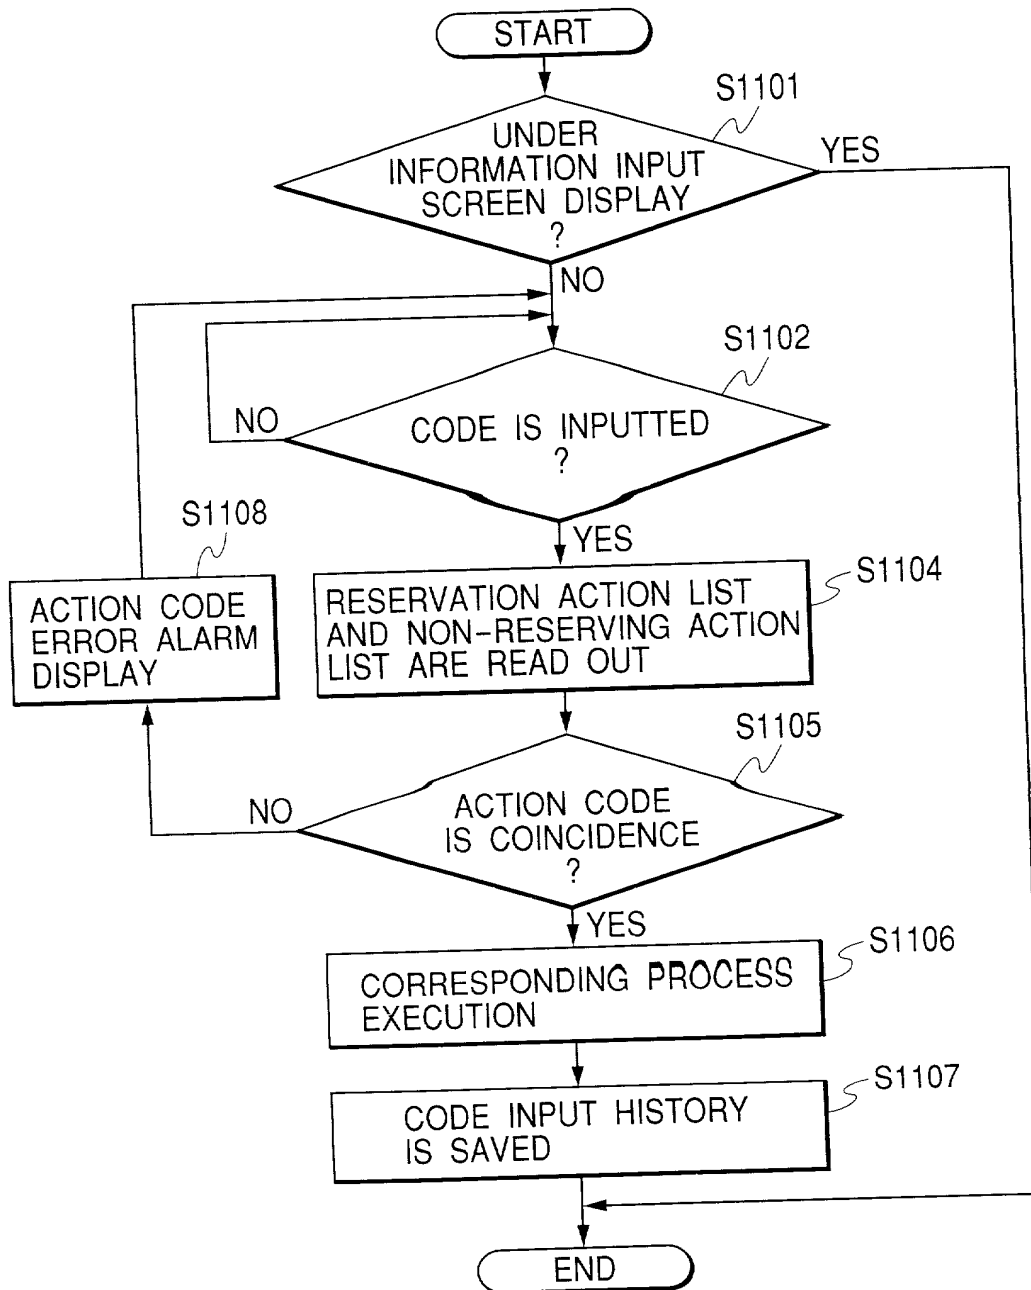 START
S1101
UNDER
INFORMATION INPUT
SCREEN DISPLAY
?
YES
NO
S1102
CODE IS INPUTTED
?
NO
YES
S1108
ACTION CODE
ERROR ALARM
DISPLAY
S1104
RESERVATION ACTION LIST
AND NON-RESERVING ACTION
LIST ARE READ OUT
S1105
ACTION CODE
IS COINCIDENCE
?
NO
YES
S1106
CORRESPONDING PROCESS
EXECUTION
S1107
CODE INPUT HISTORY
IS SAVED
END